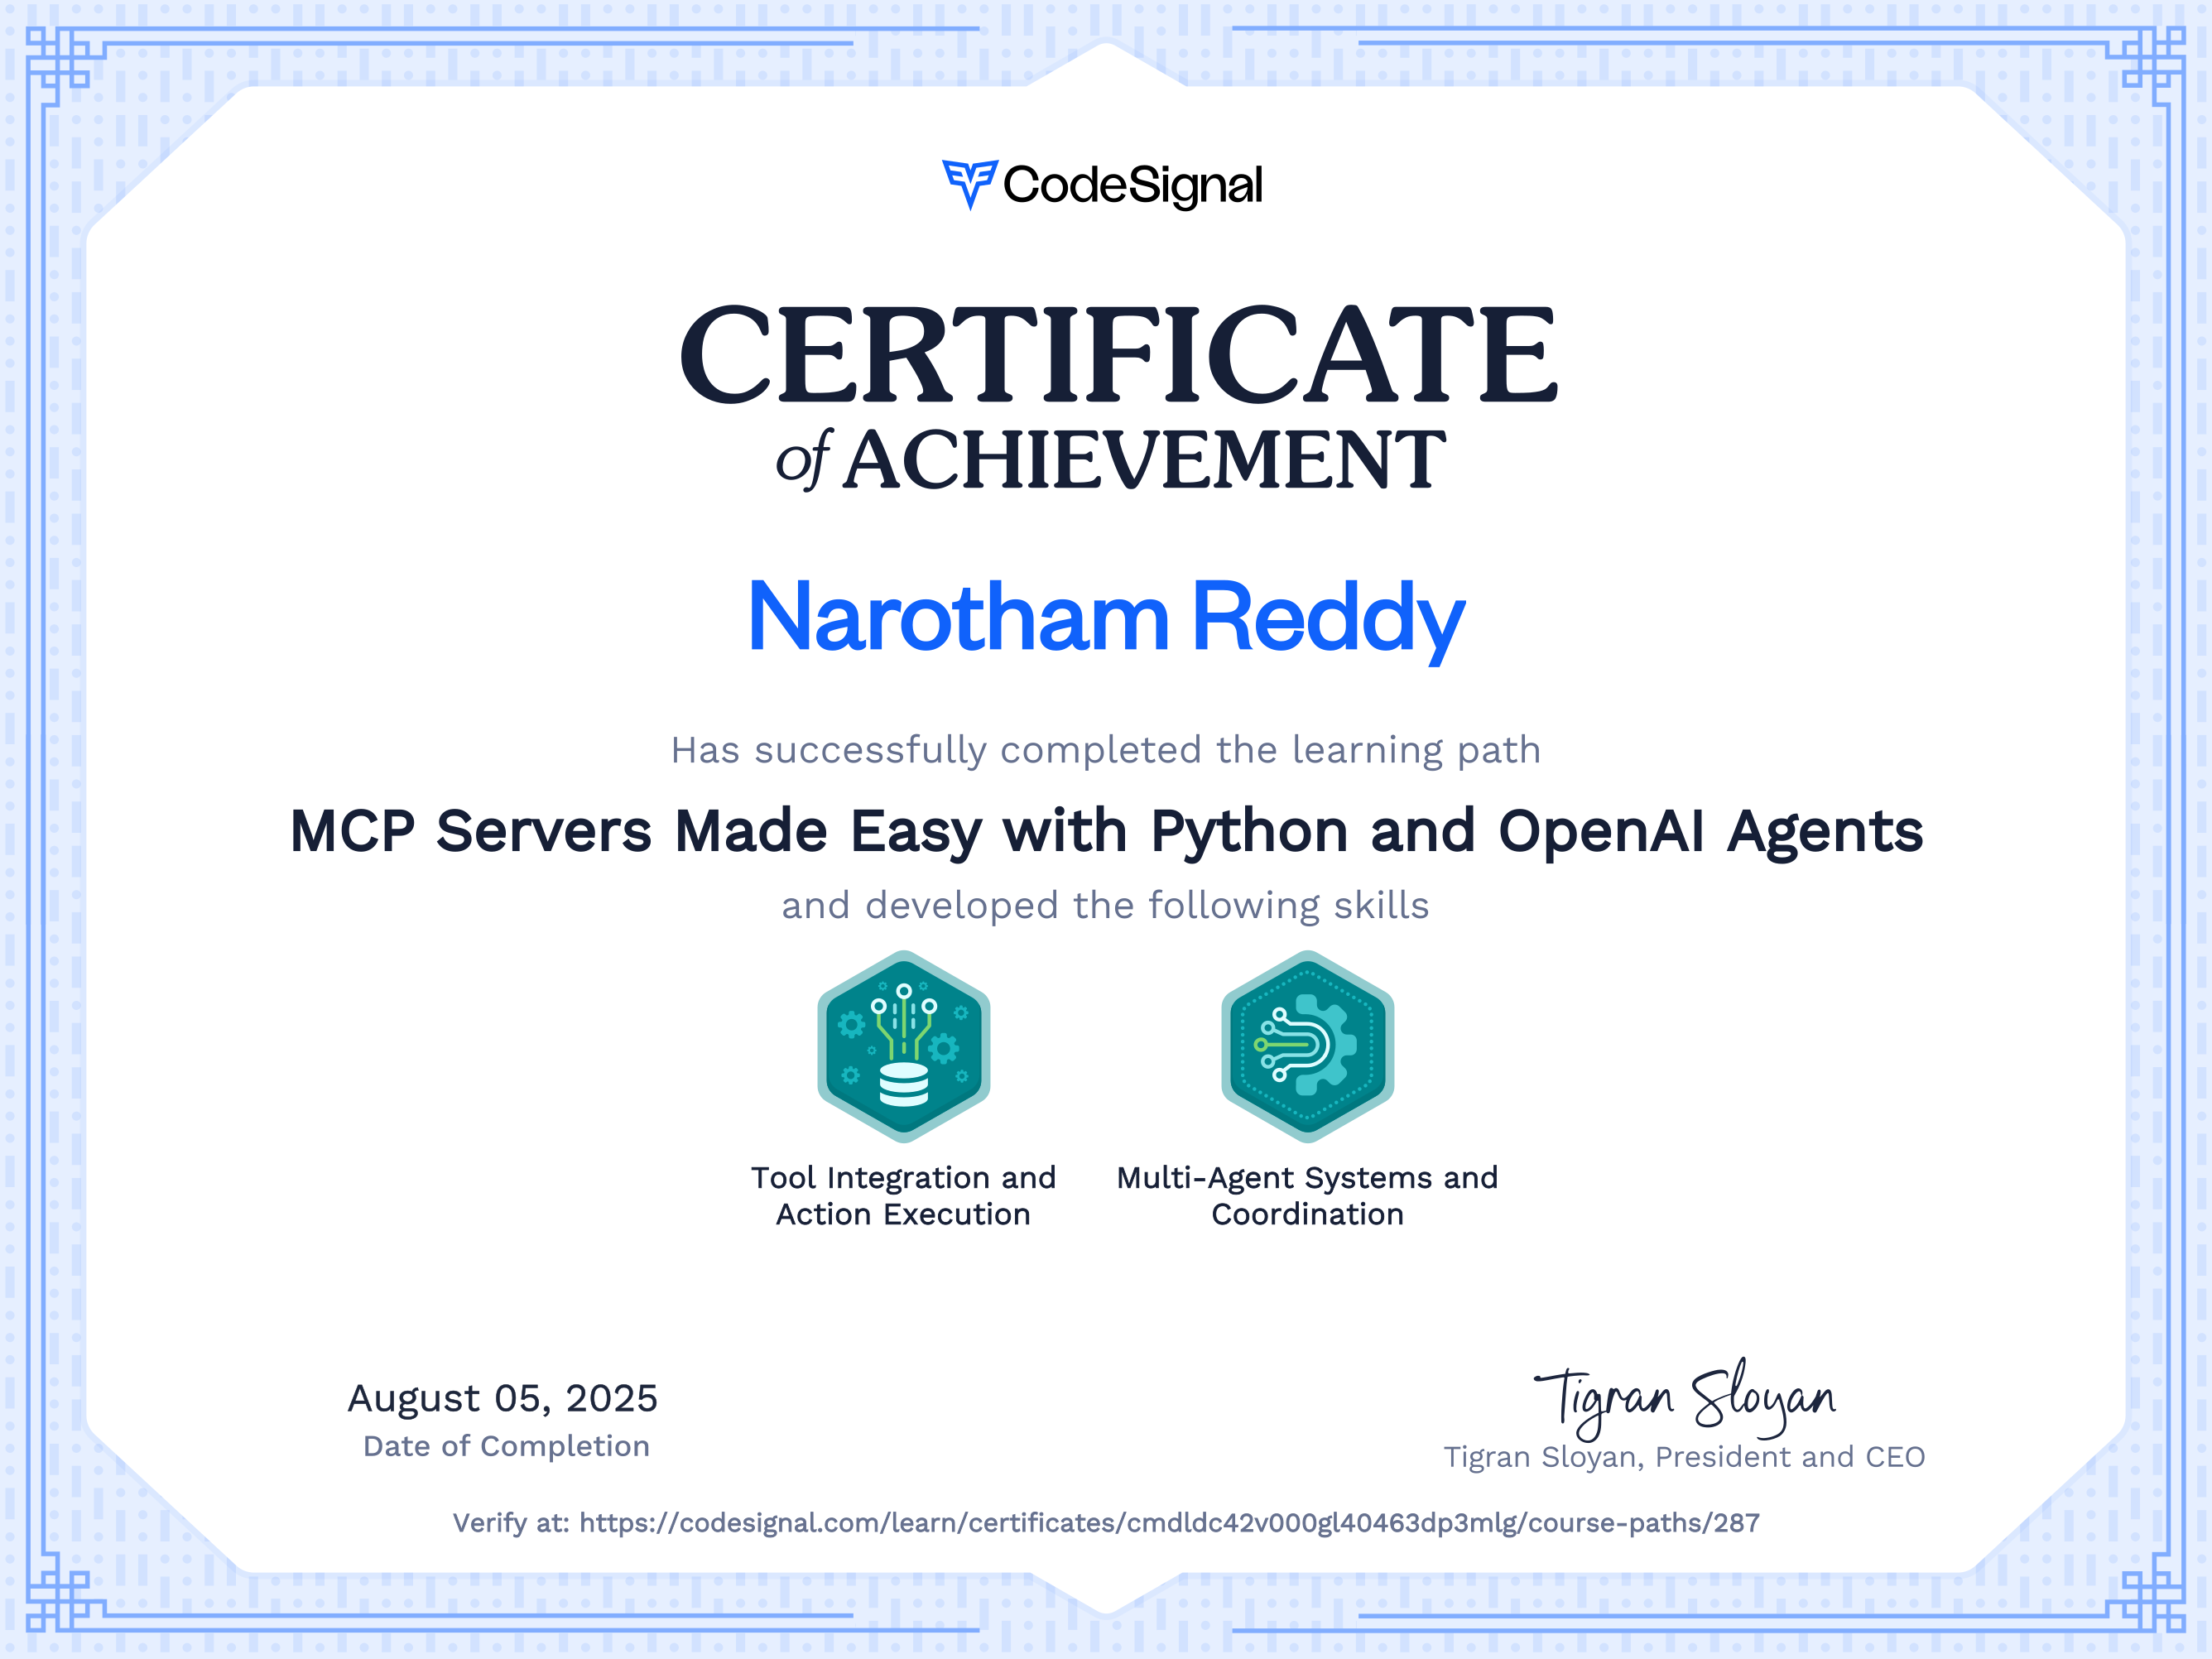 CodeSignal
CERTIFICATE
of ACHIEVEMENT
Narotham Reddy
Has successfully completed the learning path
MCP Servers Made Easy with Python and OpenAI Agents
and developed the following skills
Tool Integration and
Action Execution
Multi-Agent Systems and
Coordination
August 05, 2025
Date of Completion
Tigran Sloyan
Tigran Sloyan, President and CEO
Verify at: https://codesignal.com/learn/certificates/cmdldc42v000gl40463dp3mlg/course-paths/287